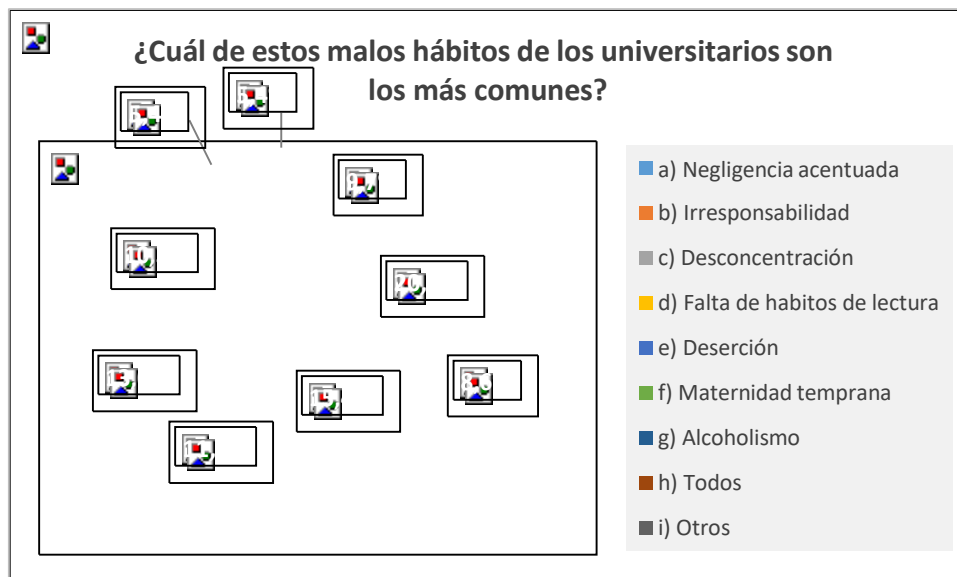 ¿Cuál de estos malos hábitos de los universitarios son
los más comunes?
a) Negligencia acentuada
b) Irresponsabilidad
c) Desconcentración
d) Falta de habitos de lectura
e) Deserción
f) Maternidad temprana
g) Alcoholismo
h) Todos
i) Otros